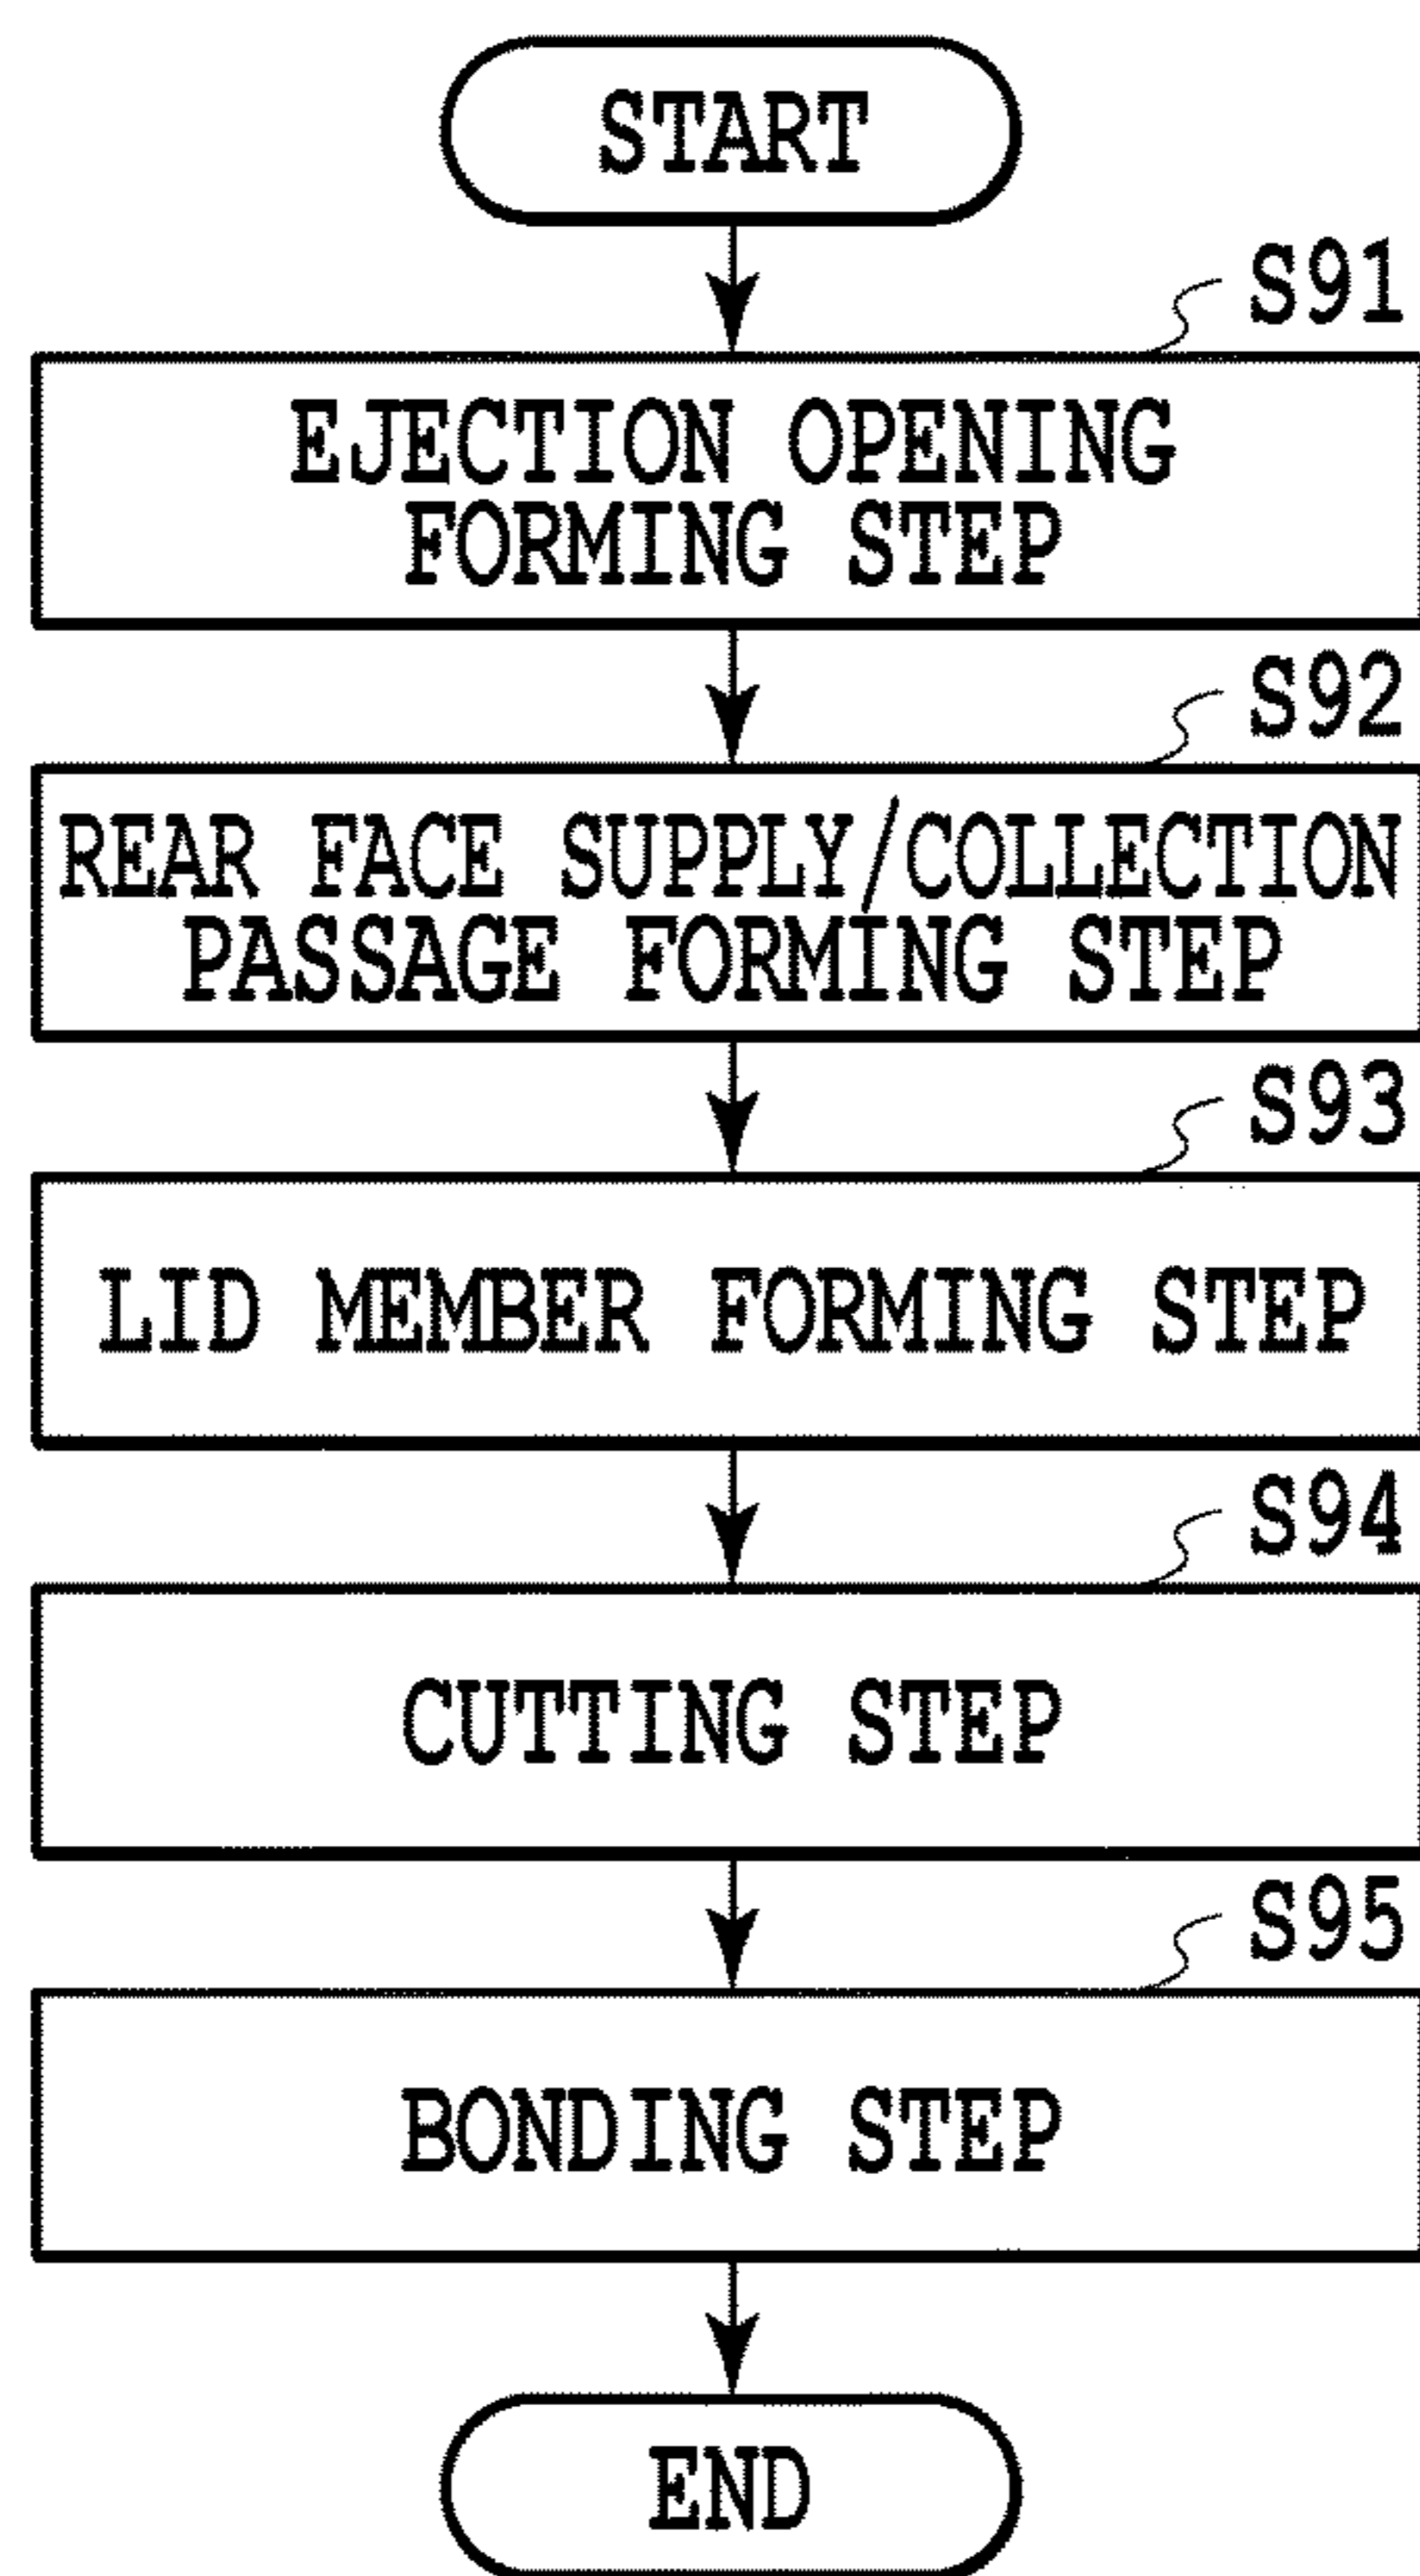 START
S91
EJECTION OPENING
FORMING STEP
S92
REAR FACE SUPPLY/COLLECTION
PASSAGE FORMING STEP
S93
LID MEMBER FORMING STEP
S94
CUTTING STEP
S95
BONDING STEP
END